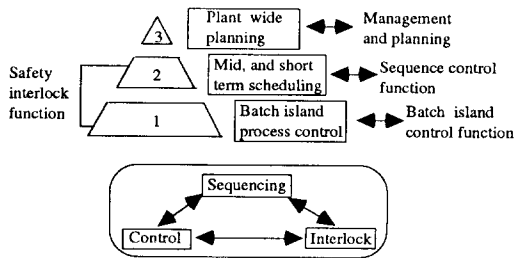 3
Plant wide
planning
Management
and planning
Safety
interlock
function
2
Mid, and short
term scheduling
Sequence control
function
1
Batch island
process control
Batch island
control function
Sequencing
Control
Interlock